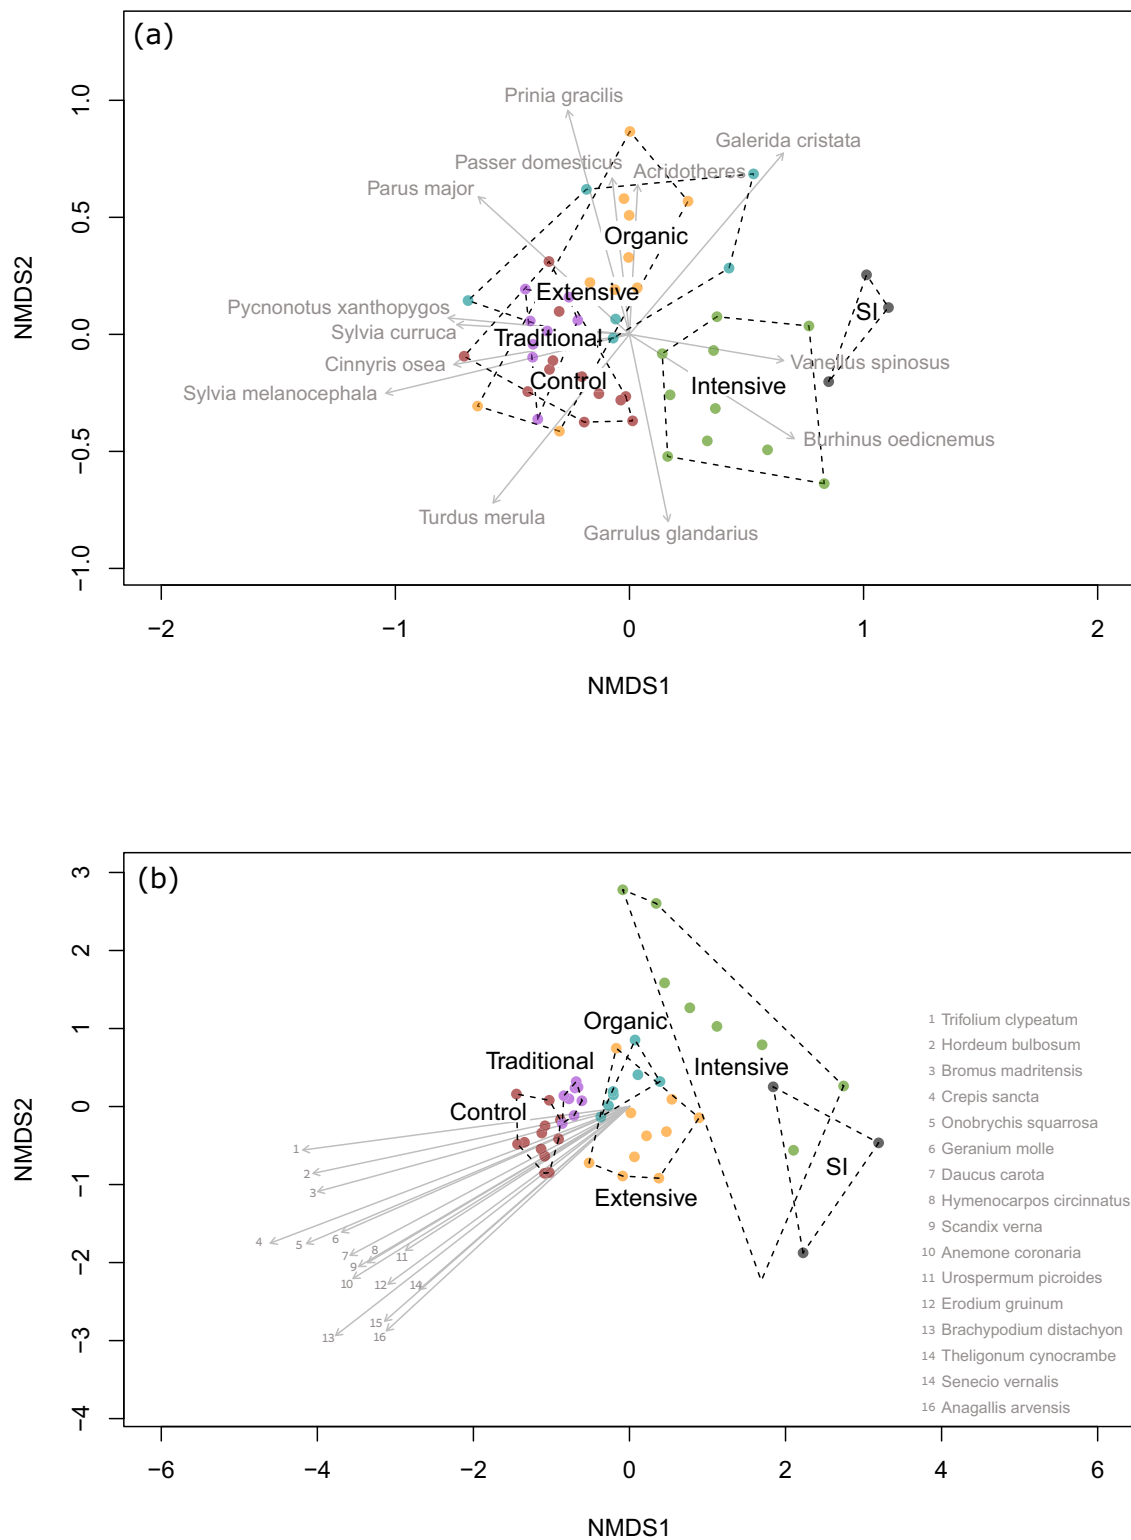 (a)
Prinia gracilis
Galerida cristata
Passer domesticus
Acridotheres
Parus major
Organic
Extensive
SI
Pycnonotus xanthopygos
Sylvia curruca
Traditional
Cinnyris osea
Vanellus spinosus
Control
Intensive
Sylvia melanocephala
Burhinus oedicnemus
Turdus merula
Garrulus glandarius
NMDS2
1.0
0.5
0.0
−0.5
−1.0
−2 −1 0 1 2
NMDS1
(b)
Organic
Traditional
Intensive
Control
SI
Extensive
1
2
3
4
5
6
7
8
9
10
11
12
13
14
15
16
1 Trifolium clypeatum
2 Hordeum bulbosum
3 Bromus madritensis
4 Crepis sancta
5 Onobrychis squarrosa
6 Geranium molle
7 Daucus carota
8 Hymenocarpos circinnatus
9 Scandix verna
10 Anemone coronaria
11 Urospermum picroides
12 Erodium gruinum
13 Brachypodium distachyon
14 Theligonum cynocrambe
14 Senecio vernalis
16 Anagallis arvensis
NMDS2
3
2
1
0
−1
−2
−3
−4
−6 −4 −2 0 2 4 6
NMDS1